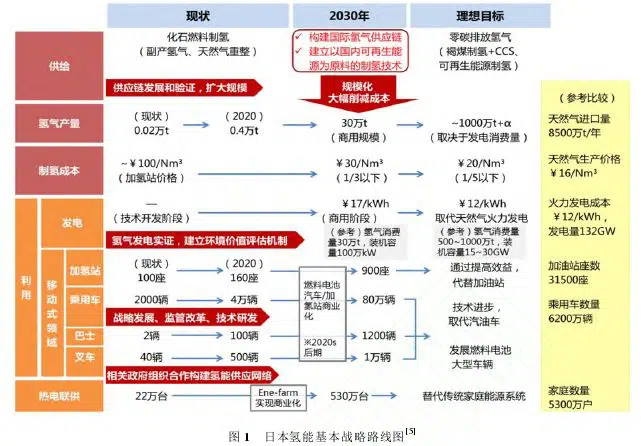 现状
2030年
理想目标
供给
化石燃料制氢
(副产氢气、天然气重整)
✓ 构建国际氢气供应链
✓ 建立以国内可再生能
源为原料的制氢技术
零碳排放氢气
(褐煤制氢+CCS、
可再生能源制氢)
供应链发展和验证，扩大规模
规模化
大幅削减成本
(参考比较)
氢气产量
(现状)
0.02万t
(2020)
0.4万t
30万t
(商用规模)
~1000万t+α
(取决于发电消费量)
天然气进口量
8500万t/年
制氢成本
~￥100/Nm³
(加氢站价格)
￥30/Nm³
(1/3以下)
￥20/Nm³
(1/5以下)
天然气生产价格
￥16/Nm³
利用
发电
—
(技术开发阶段)
￥17/kWh
(商用阶段)
(参考)氢气消费
量30万t，装机容
量100万kW
￥12/kWh
取代天然气火力发电
(参考)氢气消费量
500~1000万t，装
机容量15~30GW
火力发电成本
￥12/kWh，
发电量132GW
氢气发电实证，建立环境价值评估机制
移动式领域
加氢站
(现状)
100座
(2020)
160座
燃料电池
汽车/加
氢站商业
化
※2020s
后期
900座
通过提高效益，
代替加油站
加油站座数
31500座
乘用车
2000辆
4万辆
80万辆
技术进步，
取代汽油车
乘用车数量
6200万辆
战略发展、监管改革、技术研发
巴士
2辆
100辆
1200辆
叉车
40辆
500辆
1万辆
发展燃料电池
大型车辆
相关政府组织合作构建氢能供应网络
热电联供
22万台
Ene-farm
实现商业化
530万台
替代传统家庭能源系统
家庭数量
5300万户
图 1 日本氢能基本战略路线图[5]